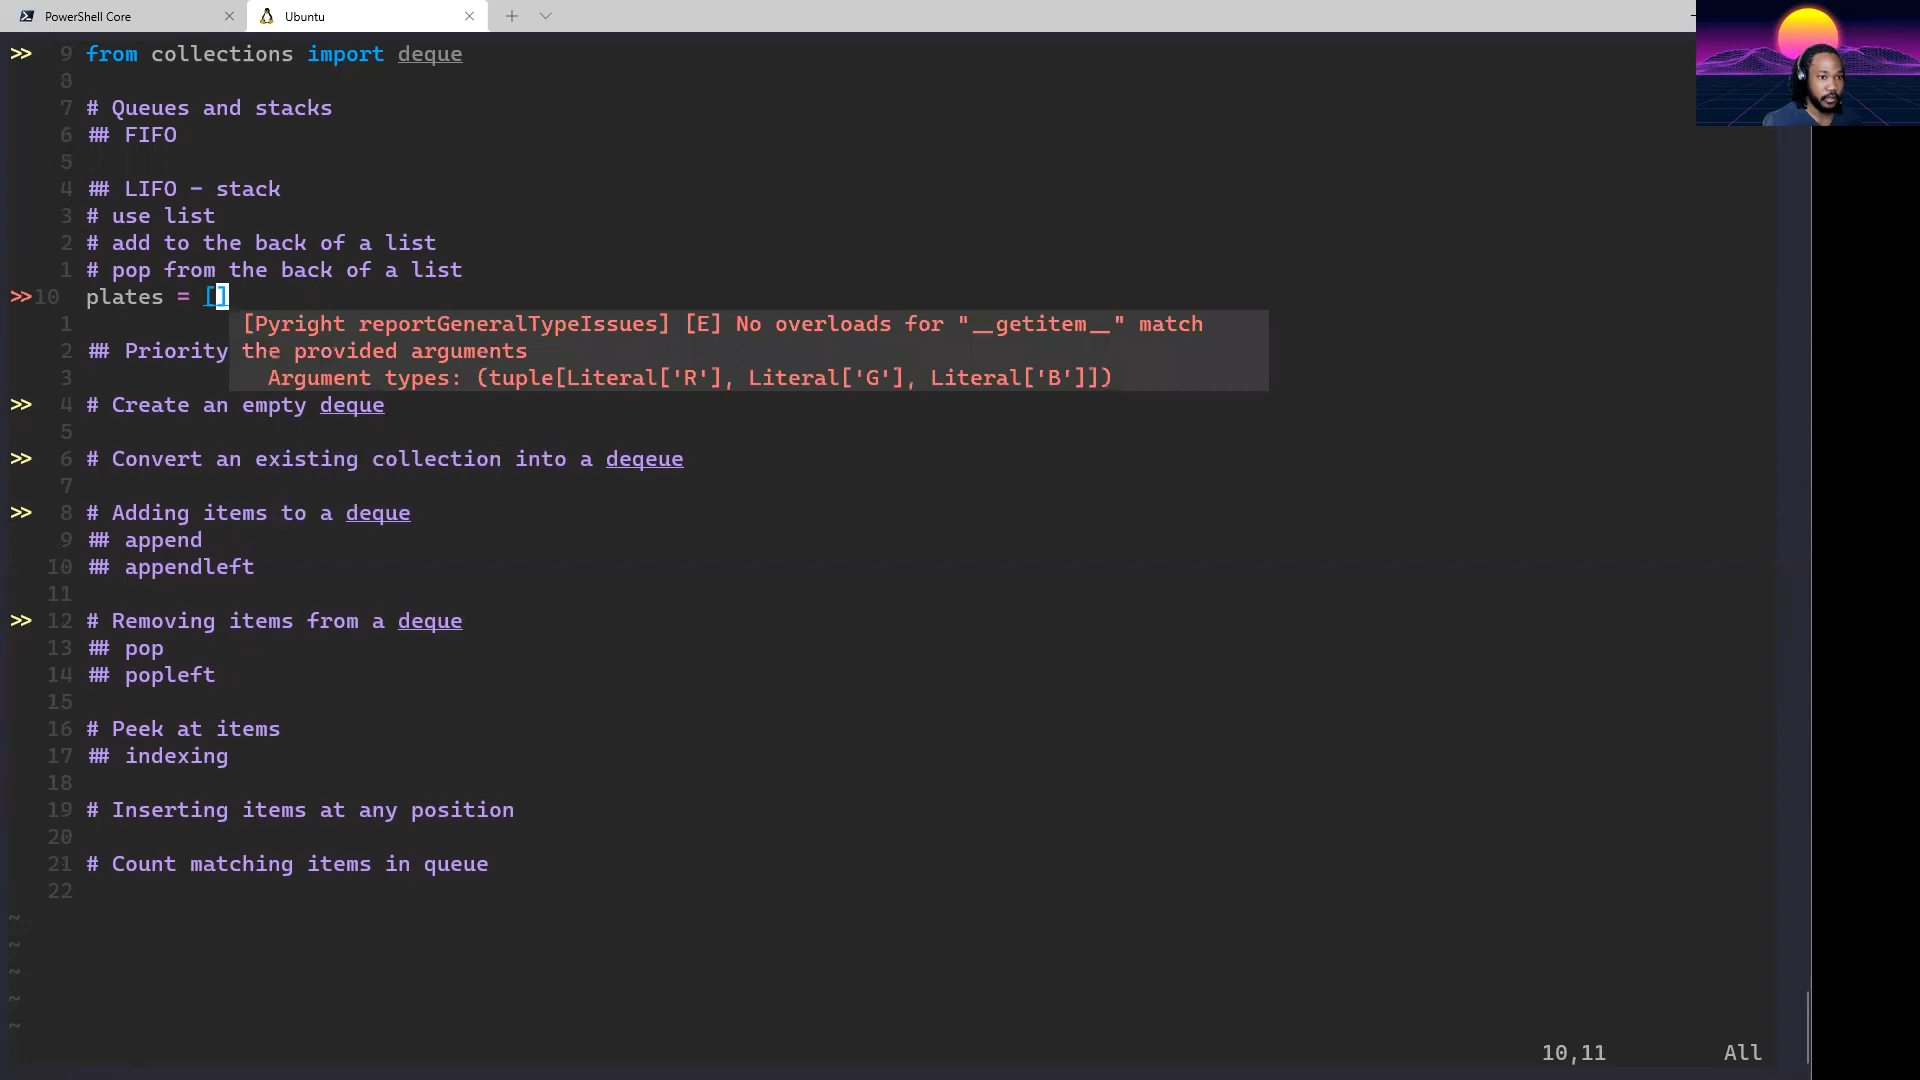 PowerShell Core
Ubuntu
>> 9 from collections import deque
8
7 # Queues and stacks
6 ## FIFO
5
4 ## LIFO - stack
3 # use list
2 # add to the back of a list
1 # pop from the back of a list
>>10 plates = []
1 [Pyright reportGeneralTypeIssues] [E] No overloads for "__getitem__" match
2 ## Priority the provided arguments
3 Argument types: (tuple[Literal['R'], Literal['G'], Literal['B']])
>> 4 # Create an empty deque
5
>> 6 # Convert an existing collection into a deqeue
7
>> 8 # Adding items to a deque
9 ## append
10 ## appendleft
11
>> 12 # Removing items from a deque
13 ## pop
14 ## popleft
15
16 # Peek at items
17 ## indexing
18
19 # Inserting items at any position
20
21 # Count matching items in queue
22
~
~
~
~
~
10,11 All